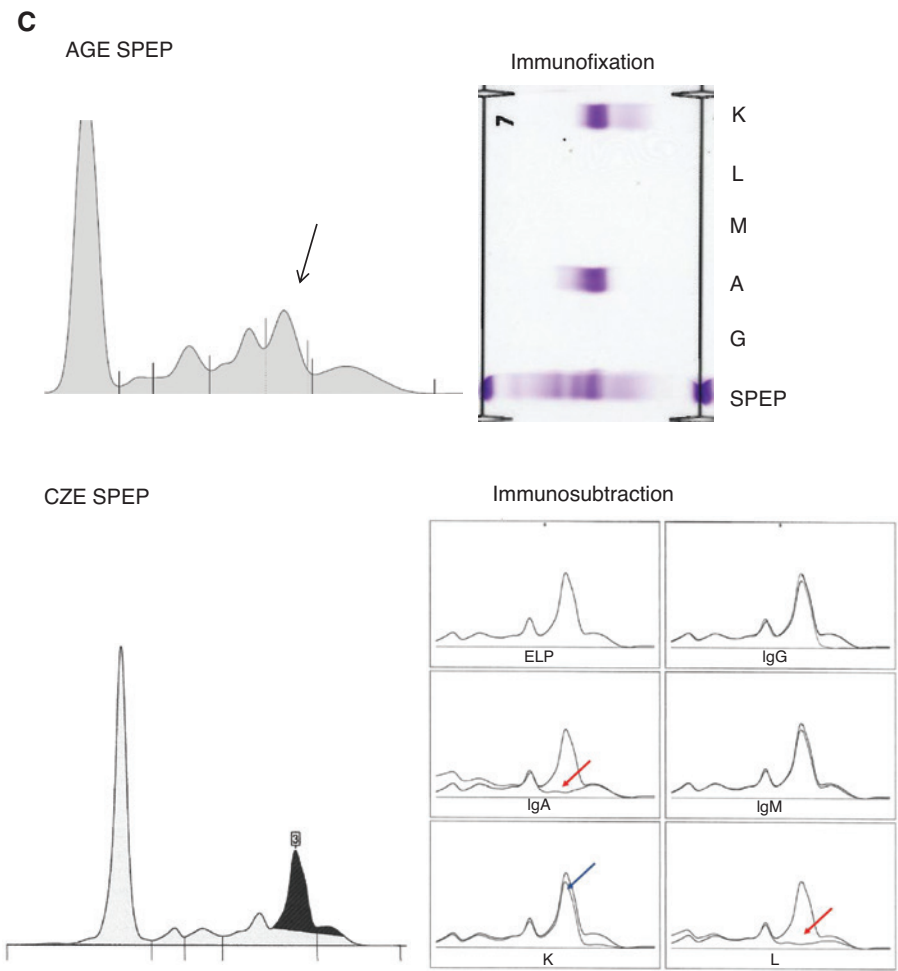 C
AGE SPEP
Immunofixation
7
K
L
M
A
G
SPEP
CZE SPEP
Immunosubtraction
3
ELP
IgG
IgA
IgM
K
L